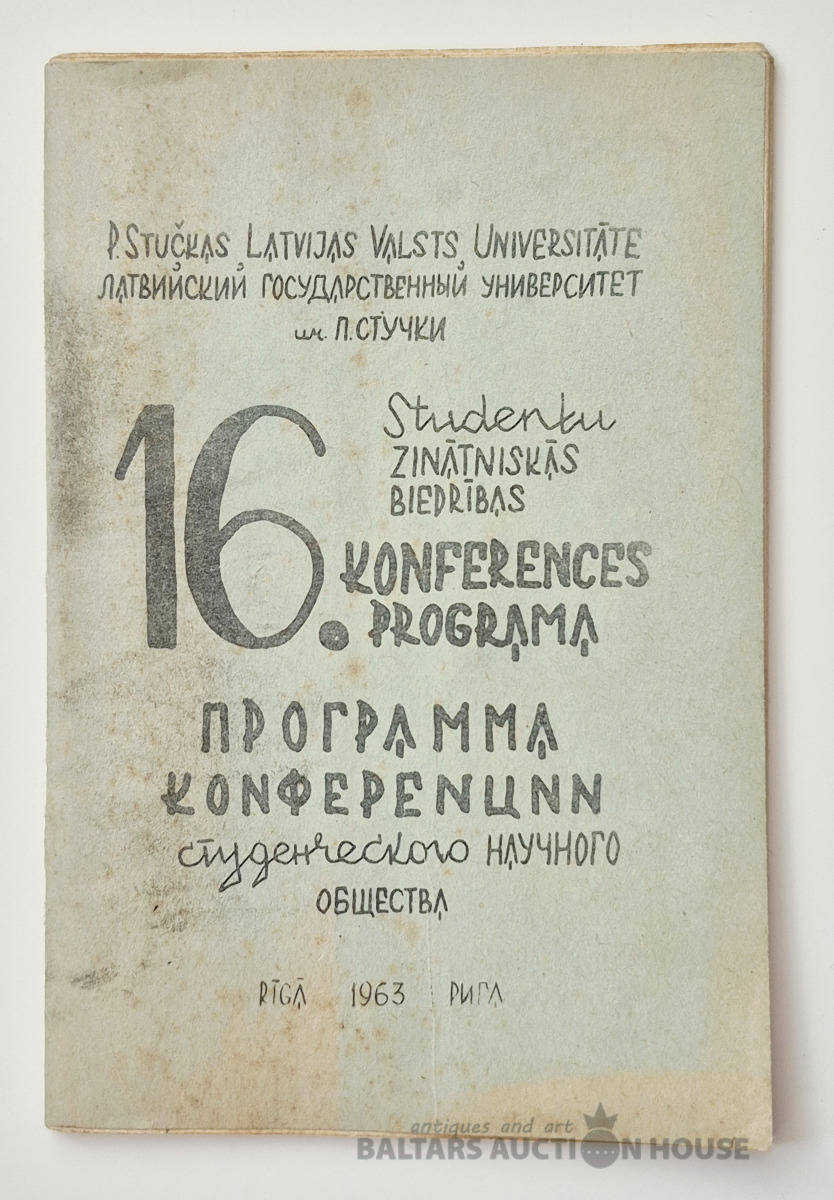 P. STUČKAS LATVIJAS VALSTS UNIVERSITĀTE
ЛАТВИЙСКИЙ ГОСУДАРСТВЕННЫЙ УНИВЕРСИТЕТ
им. П. СТУЧКИ
16. Studentu
ZINĀTNISKĀS
BIEDRĪBAS
KONFERENCES
PROGRAMA
ПРОГРАММА
КОНФЕРЕНЦИИ
студенческого НАУЧНОГО
ОБЩЕСТВА
RĪGĀ 1963 РИГА
antiques and art
BALTARS AUCTION HOUSE